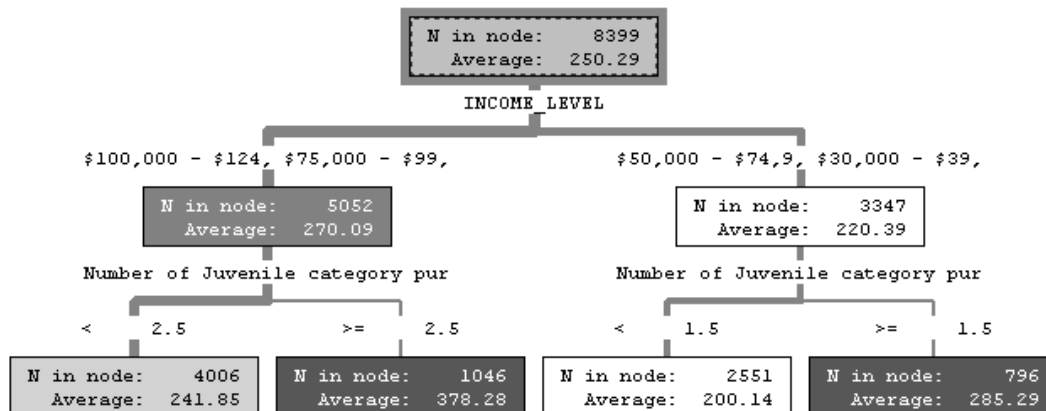 N in node: 8399
Average: 250.29
INCOME_LEVEL
$100,000 - $124, $75,000 - $99,
$50,000 - $74,9, $30,000 - $39,
N in node: 5052
Average: 270.09
N in node: 3347
Average: 220.39
Number of Juvenile category pur
Number of Juvenile category pur
< 2.5
>= 2.5
< 1.5
>= 1.5
N in node: 4006
Average: 241.85
N in node: 1046
Average: 378.28
N in node: 2551
Average: 200.14
N in node: 796
Average: 285.29